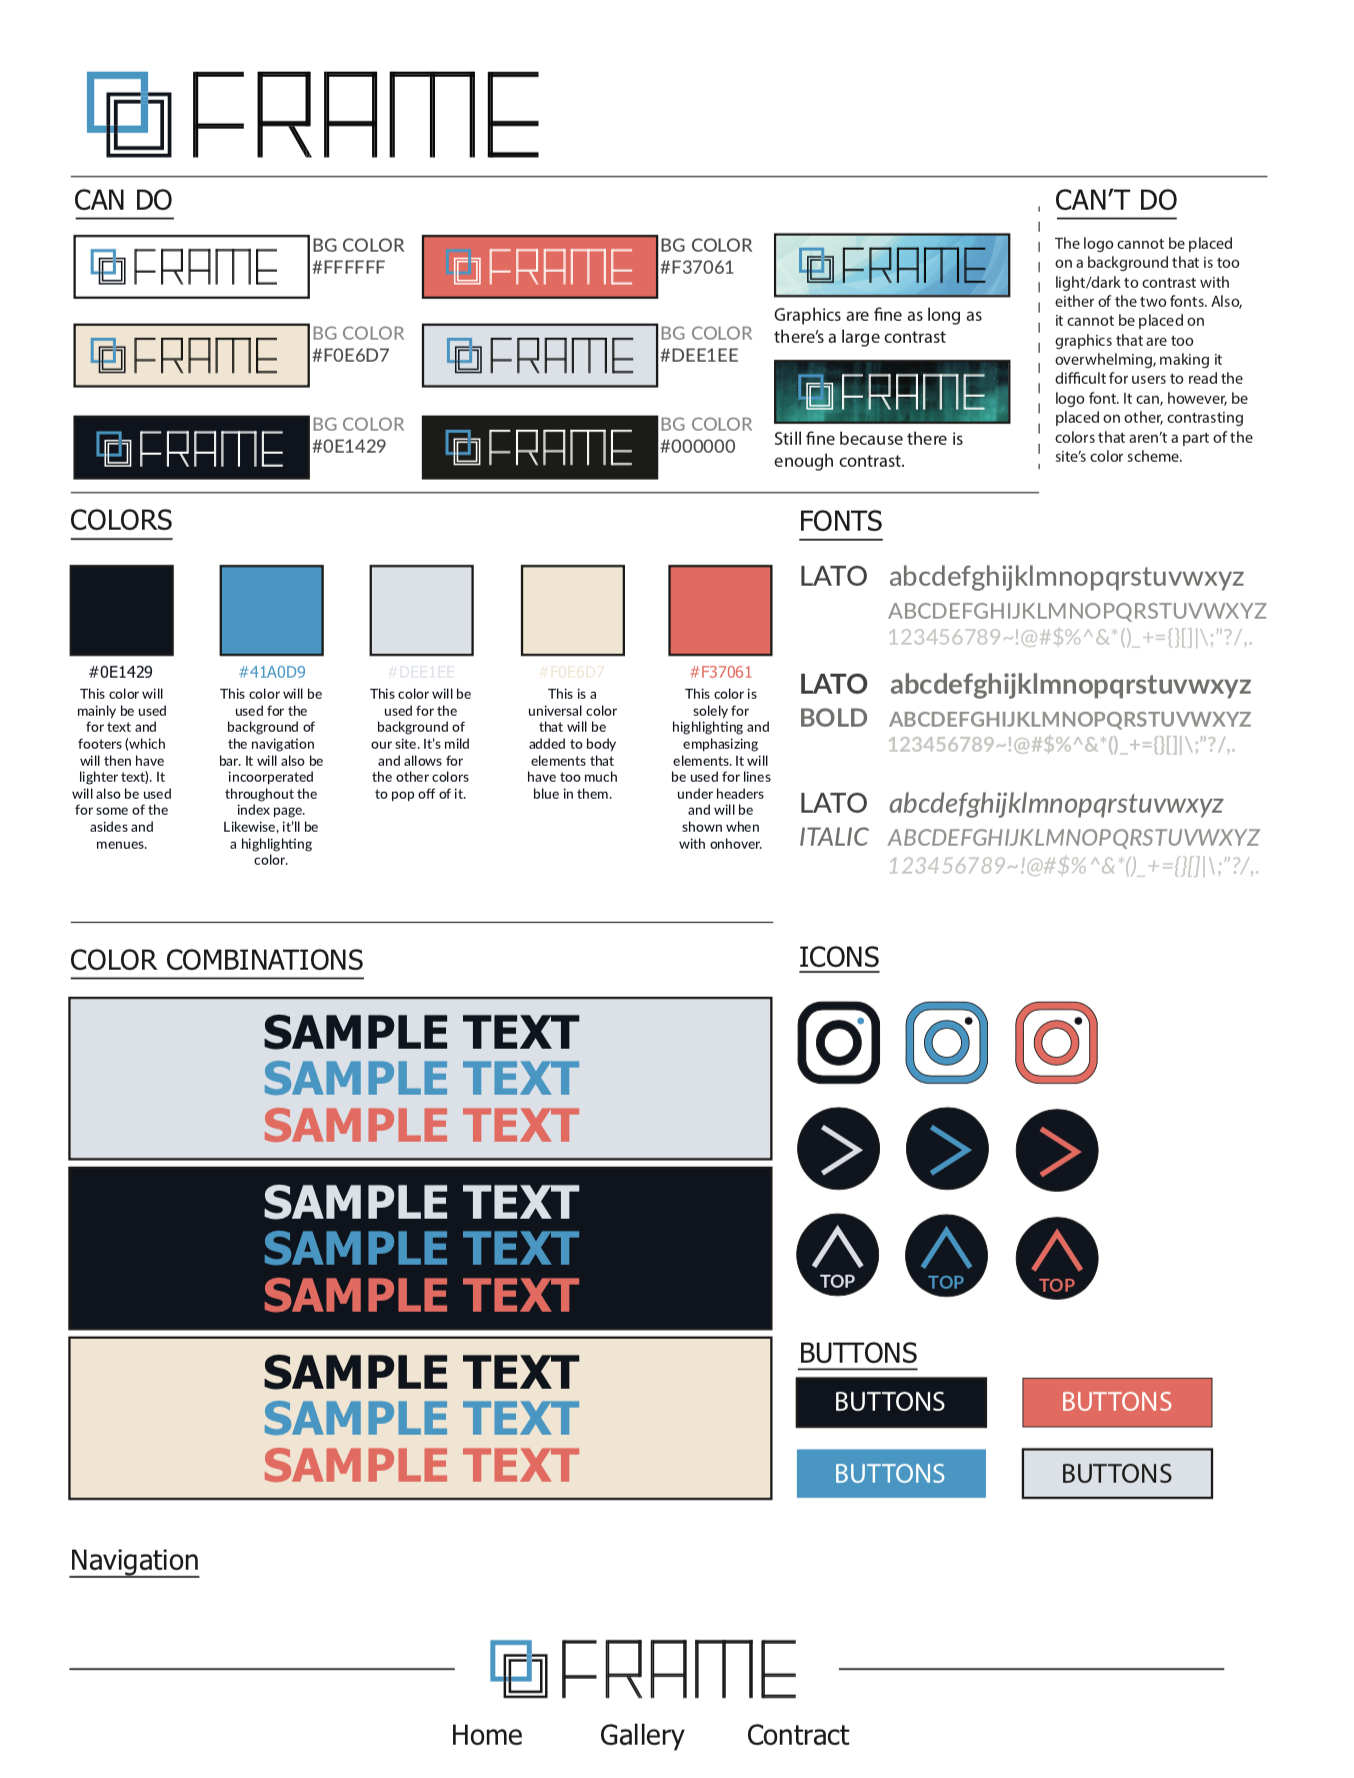 FRAME
CAN DO
FRAME
BG COLOR
#FFFFFF
FRAME
BG COLOR
#F37061
FRAME
BG COLOR
#F0E6D7
FRAME
BG COLOR
#DEE1EE
FRAME
BG COLOR
#0E1429
FRAME
BG COLOR
#000000
FRAME
Graphics are fine as long as
there's a large contrast
FRAME
Still fine because there is
enough contrast.
CAN'T DO
The logo cannot be placed
on a background that is too
light/dark to contrast with
either of the two fonts. Also,
it cannot be placed on
graphics that are too
overwhelming, making it
difficult for users to read the
logo font. It can, however, be
placed on other, contrasting
colors that aren't a part of the
site's color scheme.
COLORS
#0E1429
This color will
mainly be used
for text and
footers (which
will then have
lighter text). It
will also be used
for some of the
asides and
menues.
#41A0D9
This color will be
used for the
background of
the navigation
bar. It will also be
incoorperated
throughout the
index page.
Likewise, it'll be
a highlighting
color.
#DEE1EE
This color will be
used for the
background of
our site. It's mild
and allows for
the other colors
to pop off of it.
#F0E6D7
This is a
universal color
that will be
added to body
elements that
have too much
blue in them.
#F37061
This color is
solely for
highlighting and
emphasizing
elements. It will
be used for lines
under headers
and will be
shown when
with onhover.
FONTS
LATO abcdefghijklmnopqrstuvwxyz
ABCDEFGHIJKLMNOPQRSTUVWXYZ
123456789~!@#$%^&*()_+={}[]|\;"?/,.
LATO abcdefghijklmnopqrstuvwxyz
BOLD ABCDEFGHIJKLMNOPQRSTUVWXYZ
123456789~!@#$%^&*()_+={}[]|\;"?/,.
LATO abcdefghijklmnopqrstuvwxyz
ITALIC ABCDEFGHIJKLMNOPQRSTUVWXYZ
123456789~!@#$%^&*()_+={}[]|\;"?/,.
COLOR COMBINATIONS
SAMPLE TEXT
SAMPLE TEXT
SAMPLE TEXT
SAMPLE TEXT
SAMPLE TEXT
SAMPLE TEXT
SAMPLE TEXT
SAMPLE TEXT
SAMPLE TEXT
ICONS
TOP TOP TOP
BUTTONS
BUTTONS BUTTONS
BUTTONS BUTTONS
Navigation
FRAME
Home Gallery Contract